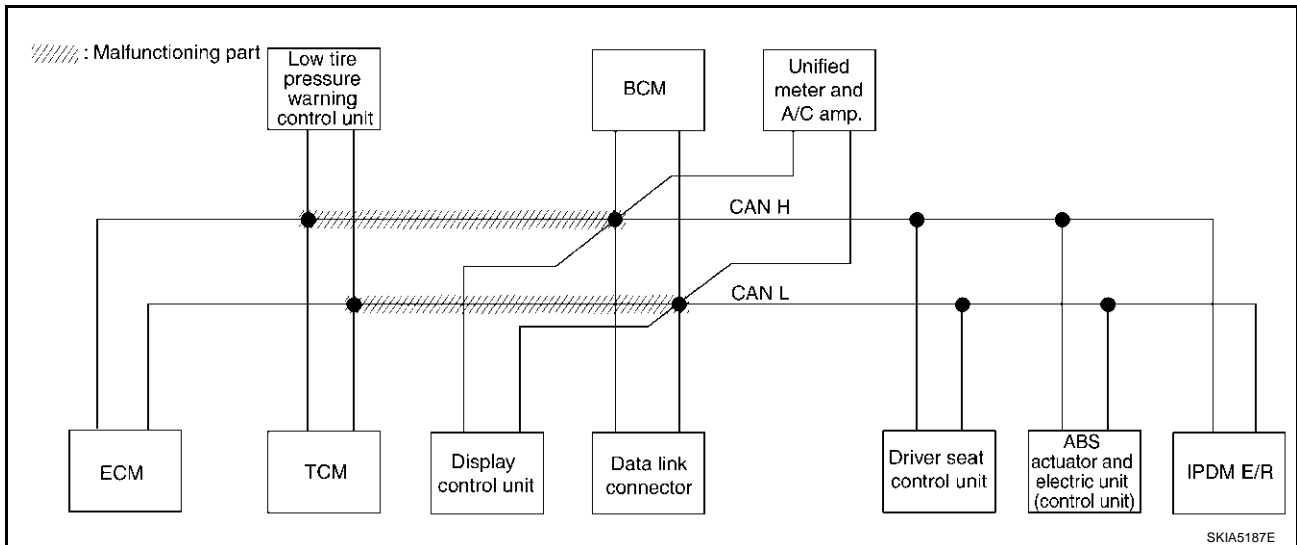 : Malfunctioning part
Low tire
pressure
warning
control unit
BCM
Unified
meter and
A/C amp.
CAN H
CAN L
ECM
TCM
Display
control unit
Data link
connector
Driver seat
control unit
ABS
actuator and
electric unit
(control unit)
IPDM E/R
SKIA5187E